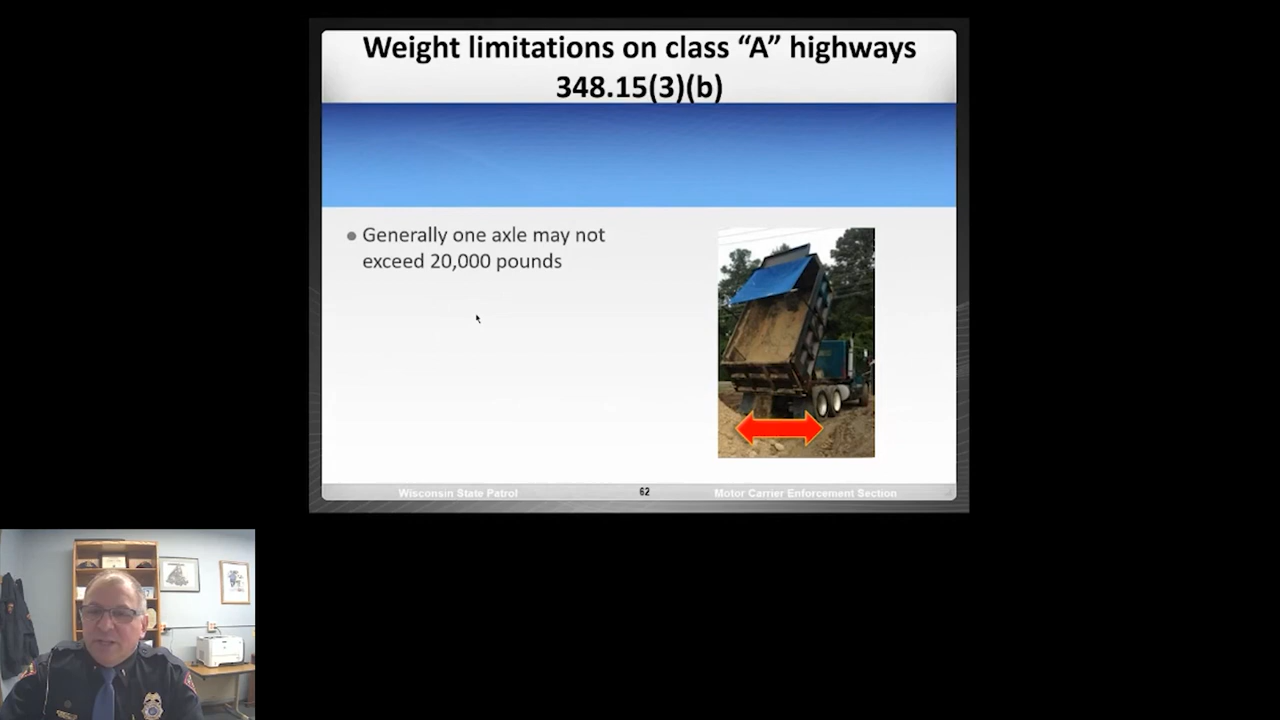 Weight limitations on class “A” highways
348.15(3)(b)
Generally one axle may not
exceed 20,000 pounds
Wisconsin State Patrol
62
Motor Carrier Enforcement Section